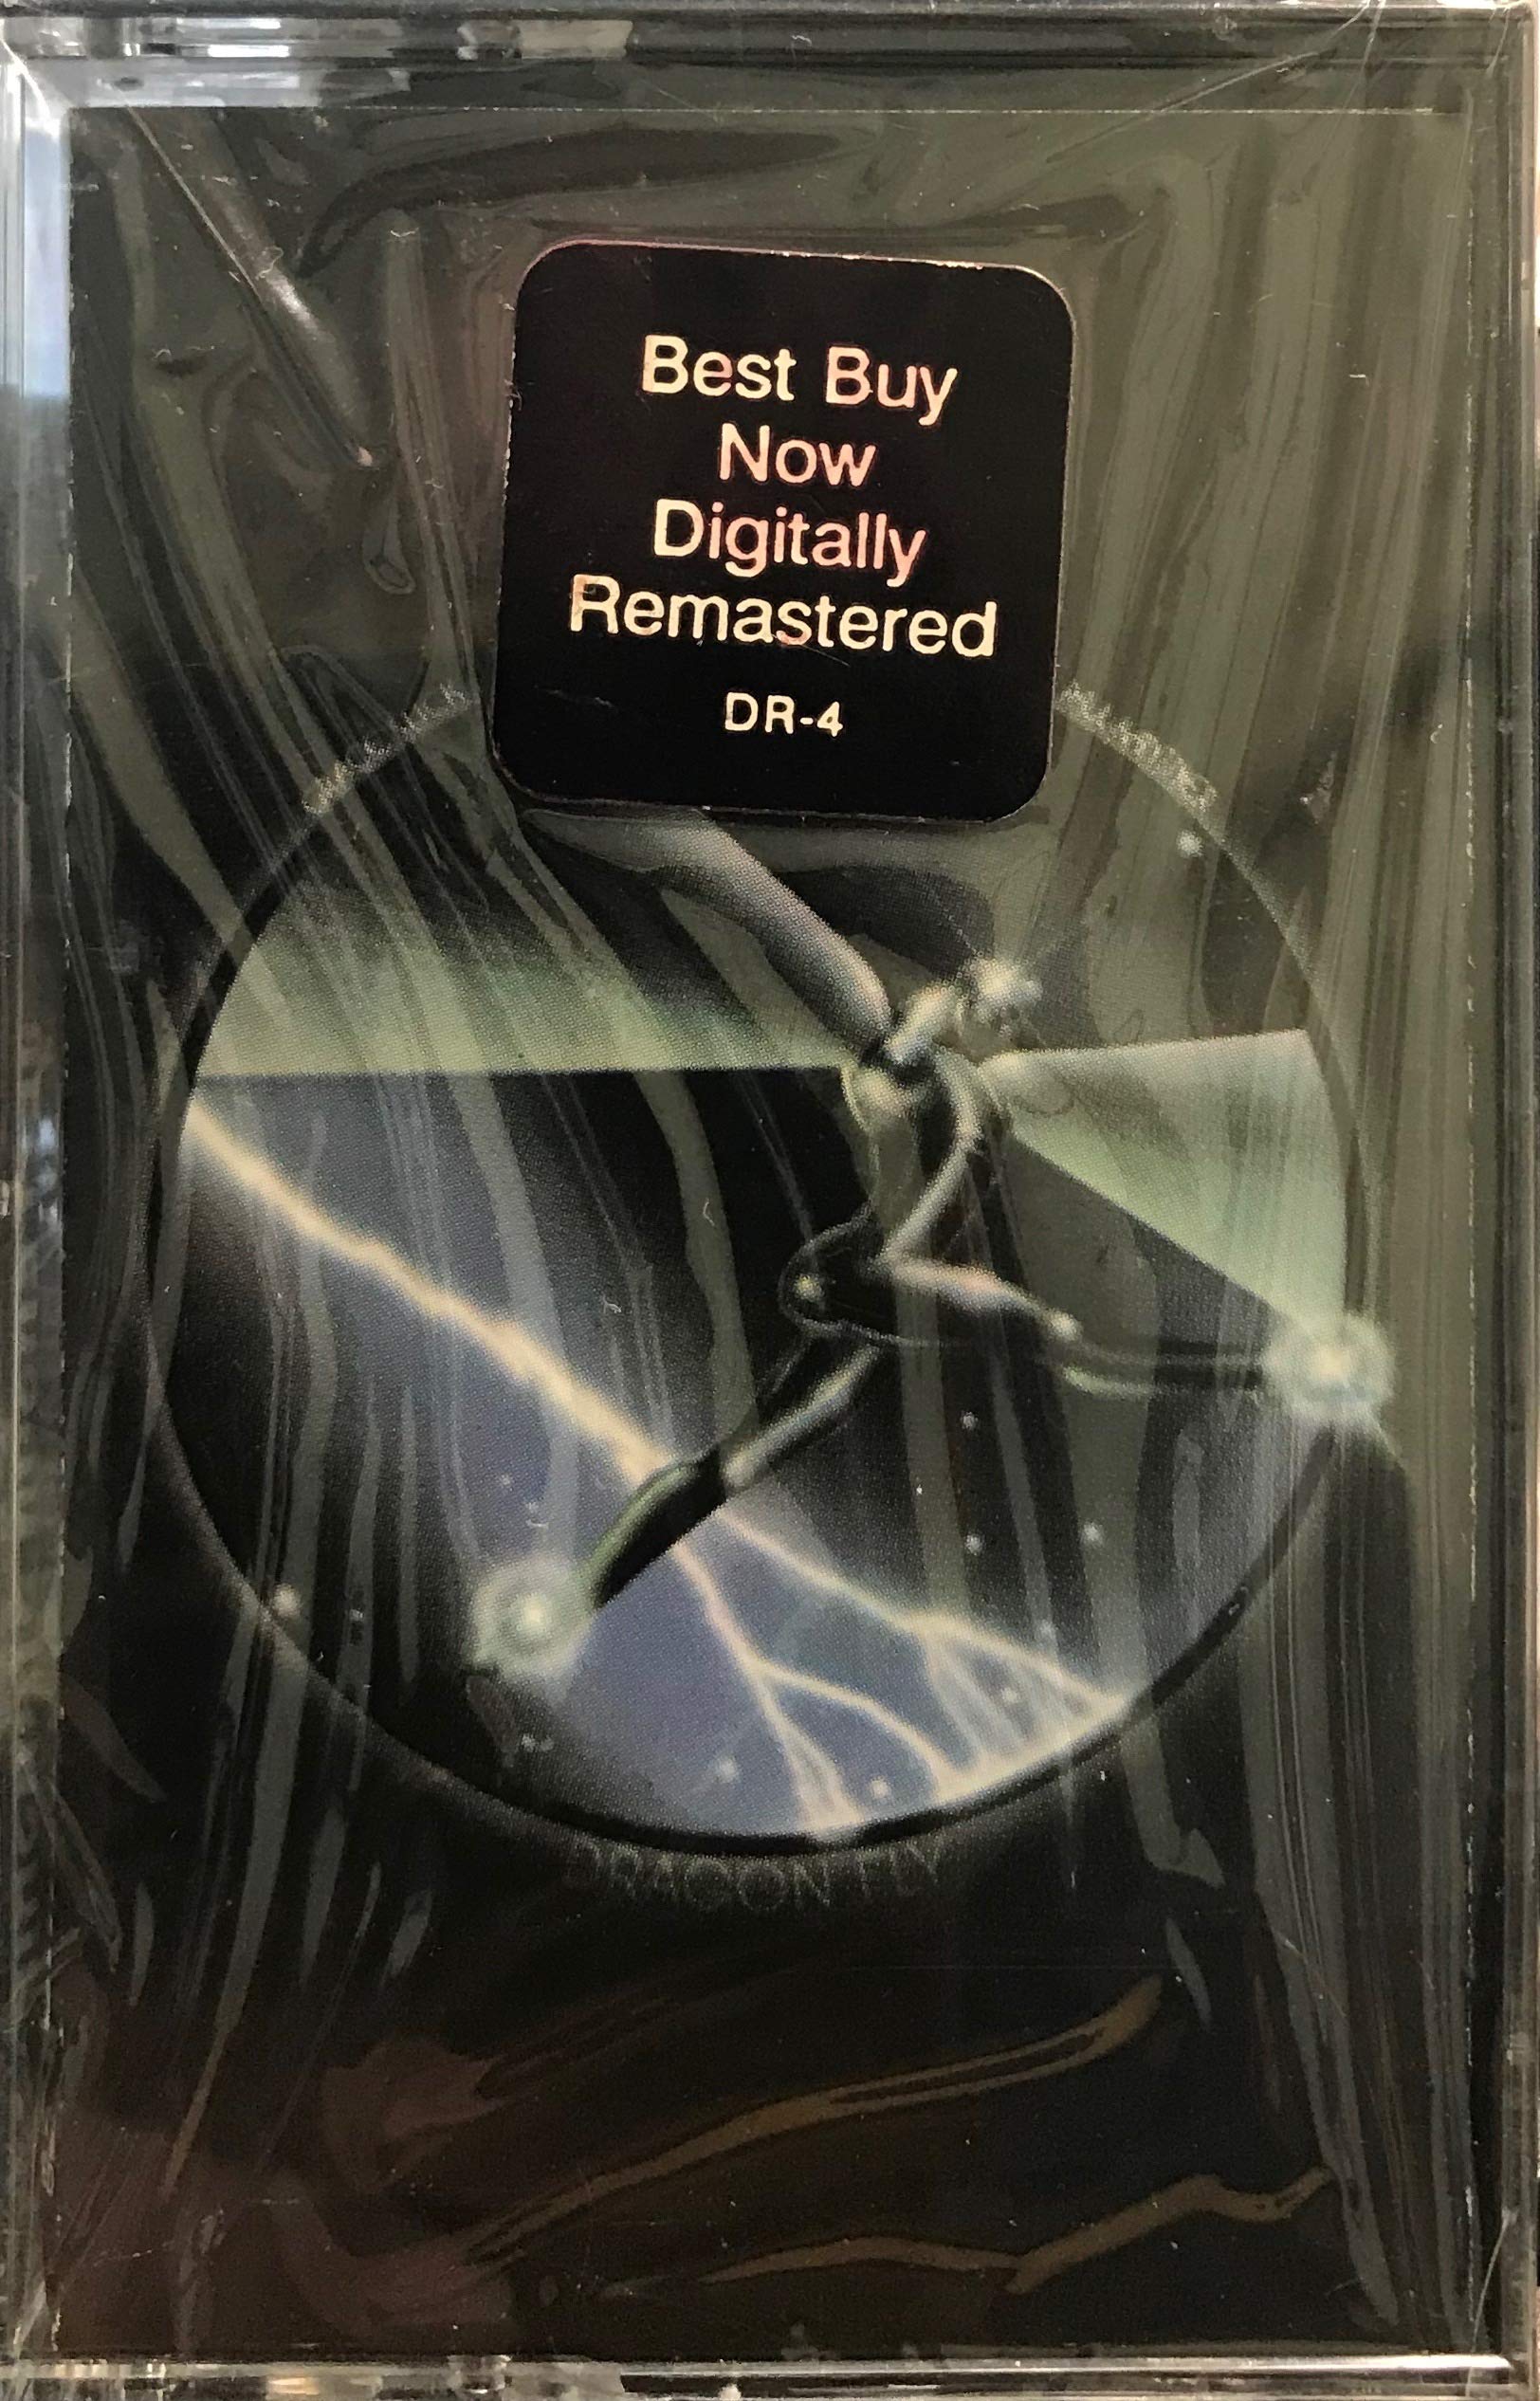 Best Buy
Now
Digitally
Remastered
DR-4
DRAGON FLY